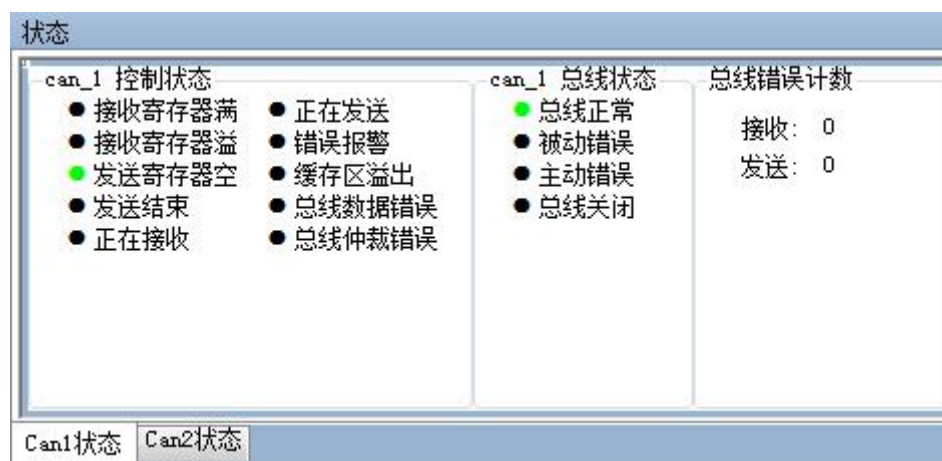 状态
can_1 控制状态
接收寄存器满
接收寄存器溢
发送寄存器空
发送结束
正在接收
正在发送
错误报警
缓存区溢出
总线数据错误
总线仲裁错误
can_1 总线状态
总线正常
被动错误
主动错误
总线关闭
总线错误计数
接收: 0
发送: 0
Can1状态
Can2状态